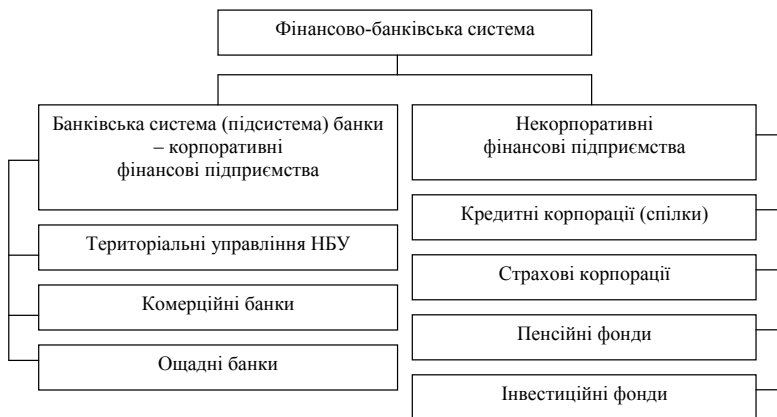 Фінансово-банківська система
Банківська система (підсистема) банки
– корпоративні
фінансові підприємства
Територіальні управління НБУ
Комерційні банки
Ощадні банки
Некорпоративні
фінансові підприємства
Кредитні корпорації (спілки)
Страхові корпорації
Пенсійні фонди
Інвестиційні фонди